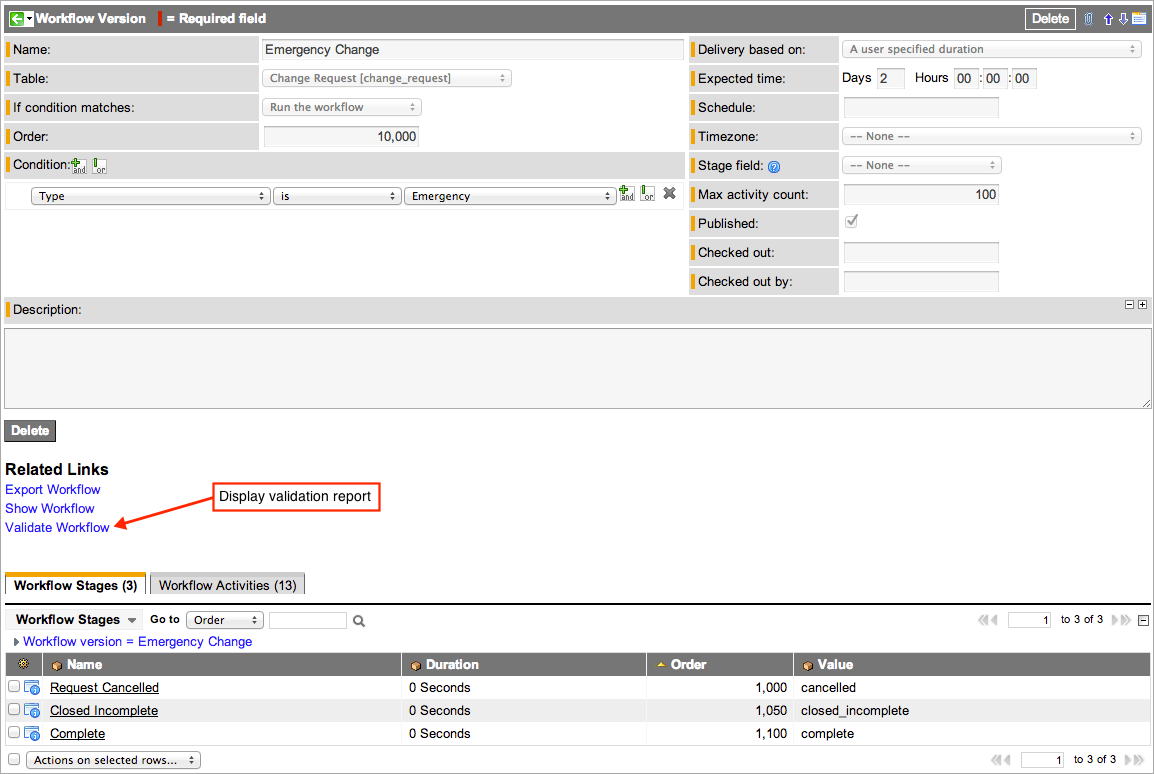 Workflow Version = Required field Delete
Name: Emergency Change
Table: Change Request [change_request]
If condition matches: Run the workflow
Order: 10,000
Condition: and or
Type is Emergency and or
Delivery based on: A user specified duration
Expected time: Days 2 Hours 00 : 00 : 00
Schedule:
Timezone: -- None --
Stage field: -- None --
Max activity count: 100
Published:
Checked out:
Checked out by:
Description:
Delete
Related Links
Export Workflow
Show Workflow
Validate Workflow
Display validation report
Workflow Stages (3) Workflow Activities (13)
Workflow Stages Go to Order 1 to 3 of 3
Workflow version = Emergency Change
Name Duration Order Value
Request Cancelled 0 Seconds 1,000 cancelled
Closed Incomplete 0 Seconds 1,050 closed_incomplete
Complete 0 Seconds 1,100 complete
Actions on selected rows... 1 to 3 of 3